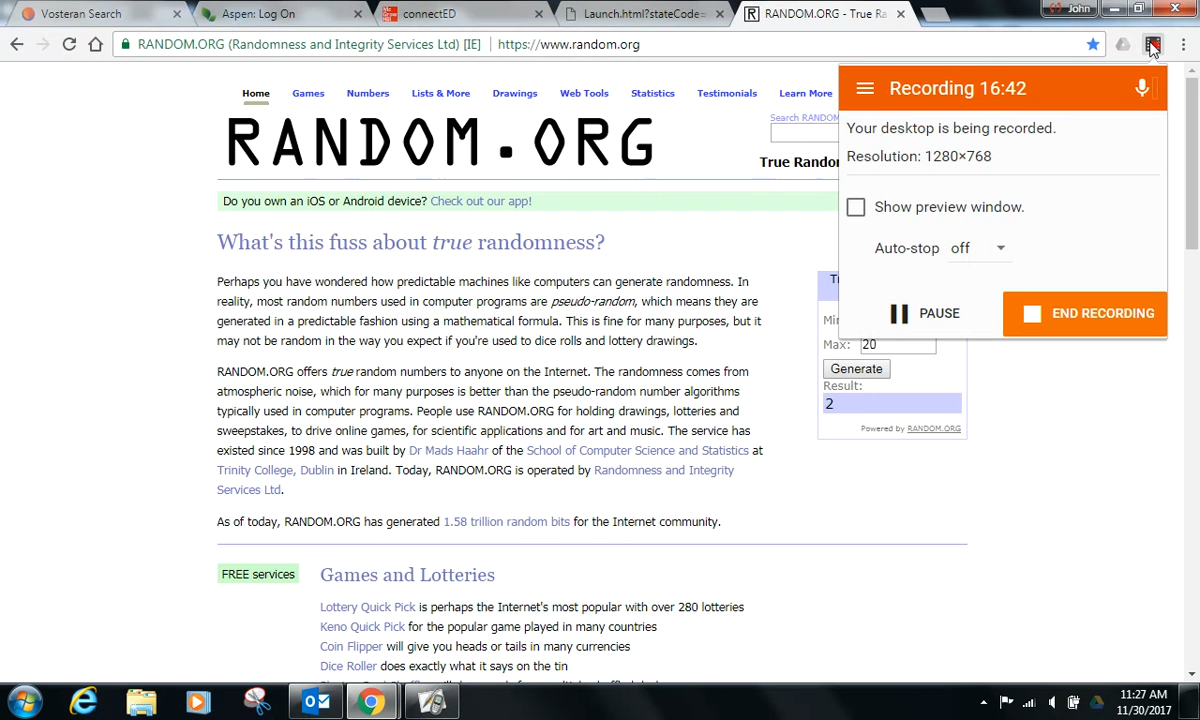 Vosteran Search
Aspen: Log On
connectED
Launch.html?stateCode=
RANDOM.ORG - True Ra
John
RANDOM.ORG (Randomness and Integrity Services Ltd) [IE]
https://www.random.org
Home
Games
Numbers
Lists & More
Drawings
Web Tools
Statistics
Testimonials
Learn More
RANDOM.ORG
Search RANDOM
True Random
Do you own an iOS or Android device? Check out our app!
Recording 16:42
Your desktop is being recorded.
Resolution: 1280×768
Show preview window.
Auto-stop off
PAUSE
END RECORDING
What's this fuss about true randomness?
Perhaps you have wondered how predictable machines like computers can generate randomness. In
reality, most random numbers used in computer programs are pseudo-random, which means they are
generated in a predictable fashion using a mathematical formula. This is fine for many purposes, but it
may not be random in the way you expect if you're used to dice rolls and lottery drawings.
RANDOM.ORG offers true random numbers to anyone on the Internet. The randomness comes from
atmospheric noise, which for many purposes is better than the pseudo-random number algorithms
typically used in computer programs. People use RANDOM.ORG for holding drawings, lotteries and
sweepstakes, to drive online games, for scientific applications and for art and music. The service has
existed since 1998 and was built by Dr Mads Haahr of the School of Computer Science and Statistics at
Trinity College, Dublin in Ireland. Today, RANDOM.ORG is operated by Randomness and Integrity
Services Ltd.
As of today, RANDOM.ORG has generated 1.58 trillion random bits for the Internet community.
Max: 20
Generate
Result:
2
Powered by RANDOM.ORG
FREE services
Games and Lotteries
Lottery Quick Pick is perhaps the Internet's most popular with over 280 lotteries
Keno Quick Pick for the popular game played in many countries
Coin Flipper will give you heads or tails in many currencies
Dice Roller does exactly what it says on the tin
11:27 AM
11/30/2017